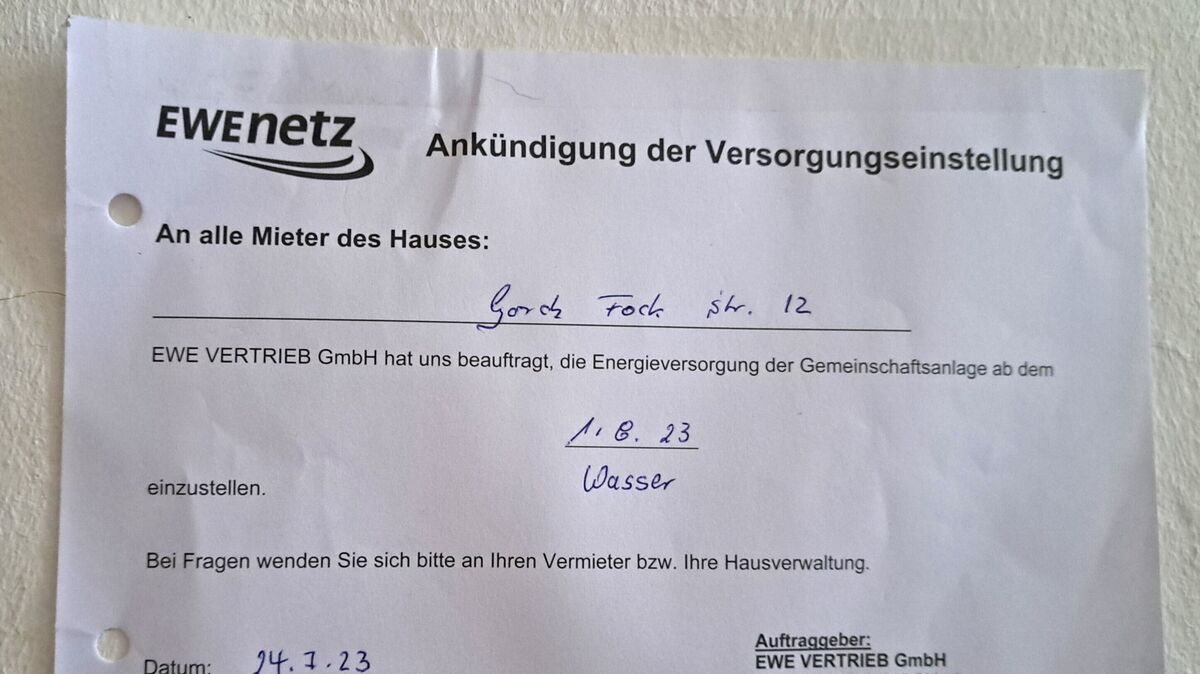 EWE netz
Ankündigung der Versorgungseinstellung
An alle Mieter des Hauses:
Gorch Fock Str. 12
EWE VERTRIEB GmbH hat uns beauftragt, die Energieversorgung der Gemeinschaftsanlage ab dem
1.8.23
Wasser
einzustellen.
Bei Fragen wenden Sie sich bitte an Ihren Vermieter bzw. Ihre Hausverwaltung.
Auftraggeber:
Datum: 24.7.23
EWE VERTRIEB GmbH